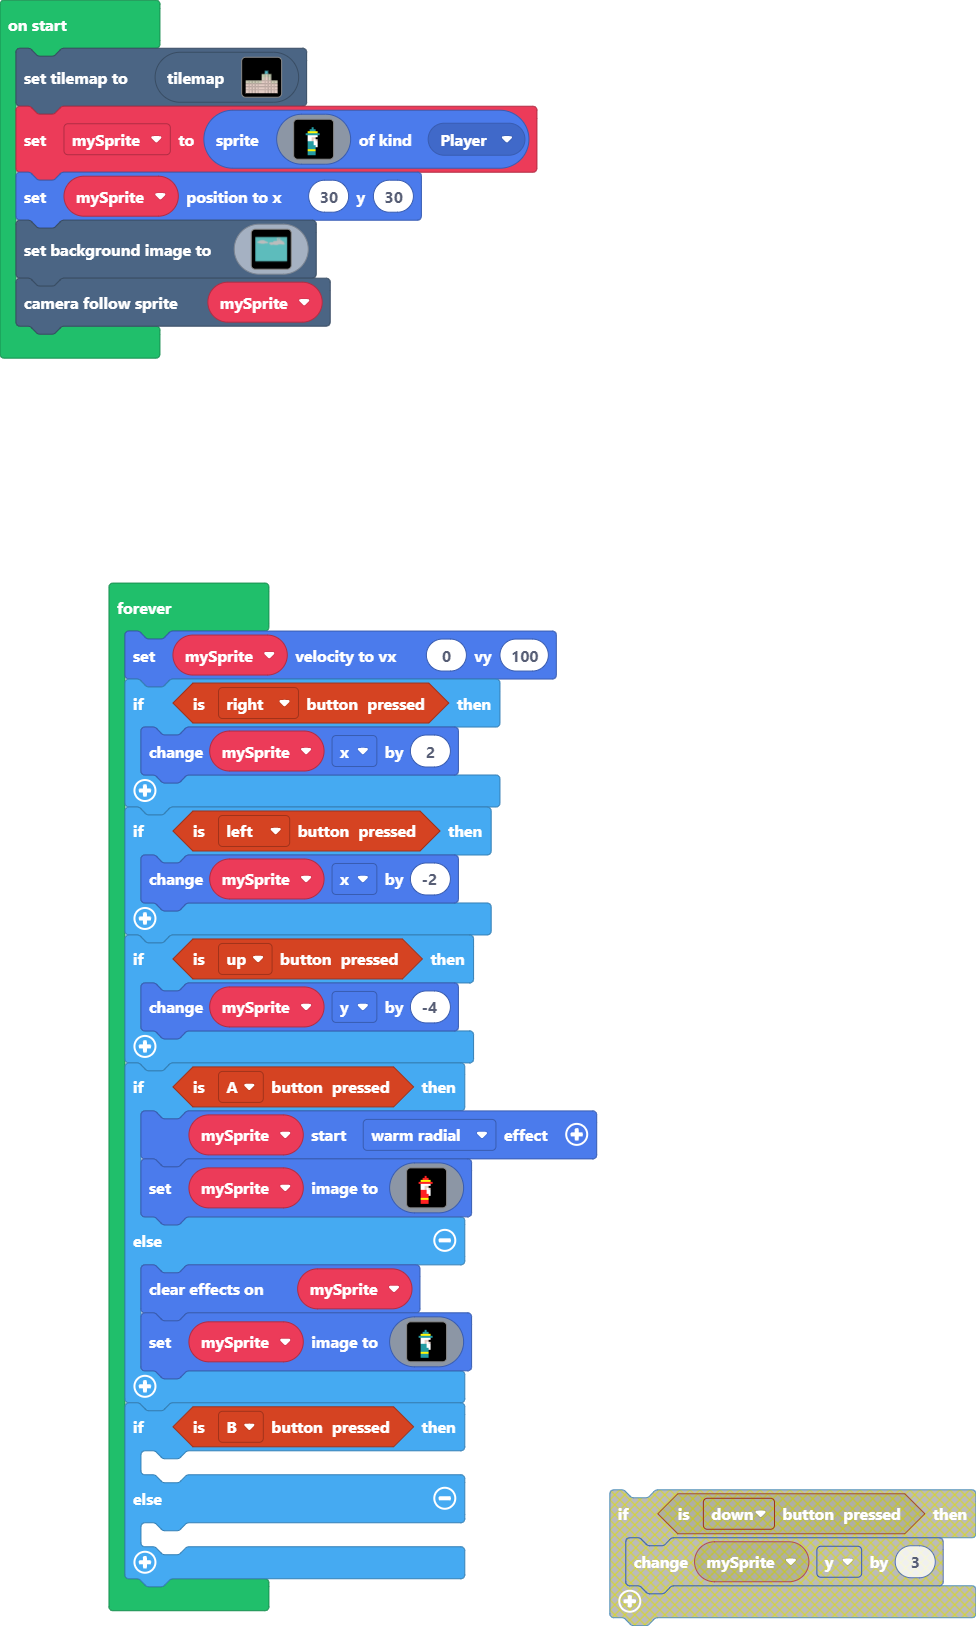 on start
set tilemap to tilemap
set mySprite to sprite of kind Player
set mySprite position to x 30 y 30
set background image to
camera follow sprite mySprite
forever
set mySprite velocity to vx 0 vy 100
if is right button pressed then
change mySprite x by 2
if is left button pressed then
change mySprite x by -2
if is up button pressed then
change mySprite y by -4
if is A button pressed then
mySprite start warm radial effect
set mySprite image to
else
clear effects on mySprite
set mySprite image to
if is B button pressed then
else
if is down button pressed then
change mySprite y by 3